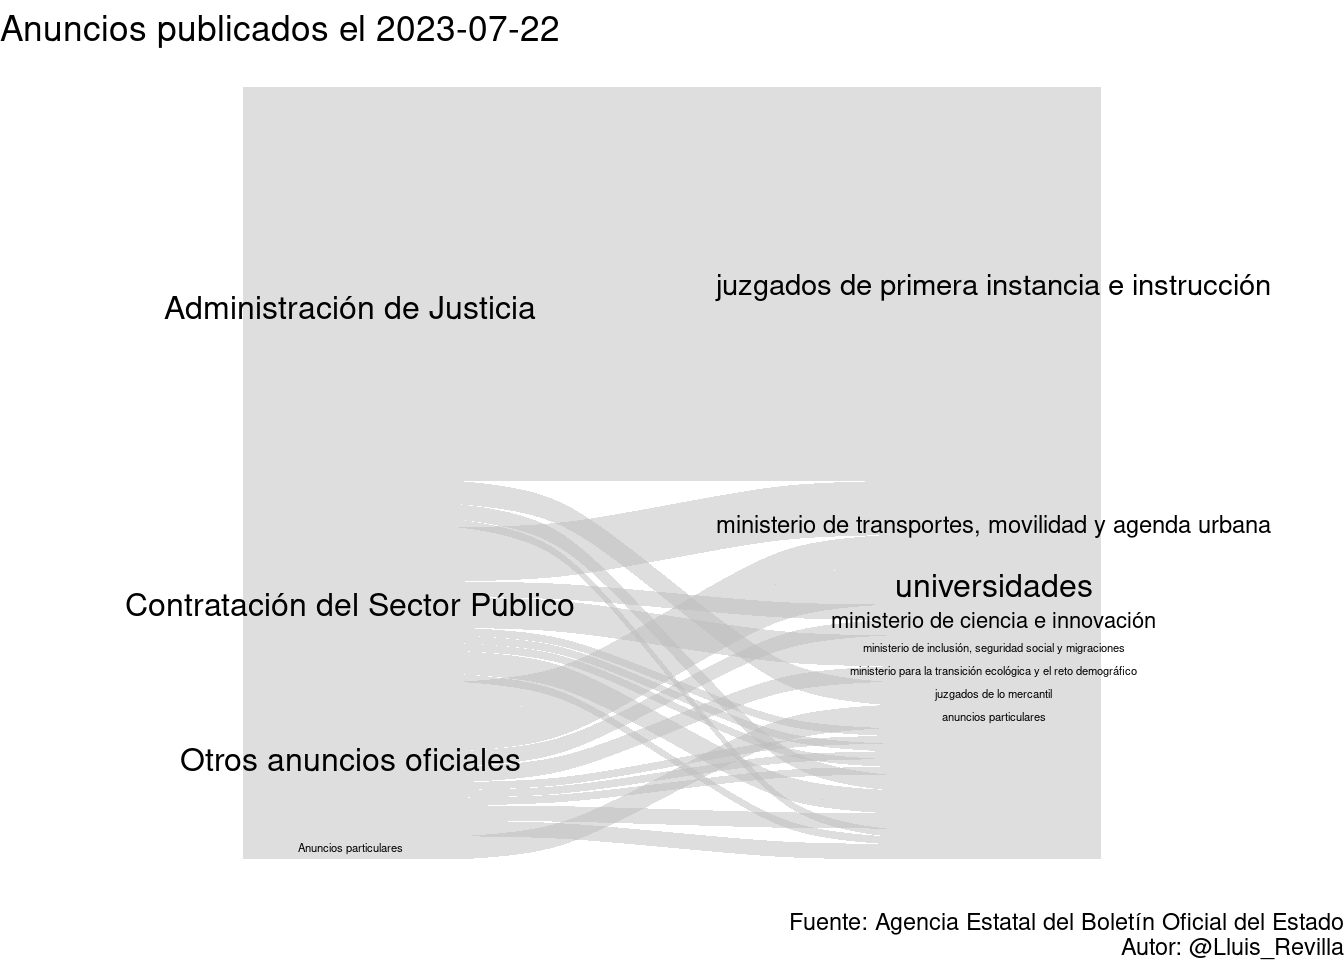 Anuncios publicados el 2023-07-22
juzgados de primera instancia e instrucción
Administración de Justicia
ministerio de transportes, movilidad y agenda urbana
universidades
Contratación del Sector Público
ministerio de ciencia e innovación
ministerio de inclusión, seguridad social y migraciones
ministerio para la transición ecológica y el reto demográfico
juzgados de lo mercantil
anuncios particulares
Otros anuncios oficiales
Anuncios particulares
Fuente: Agencia Estatal del Boletín Oficial del Estado
Autor: @Lluis_Revilla